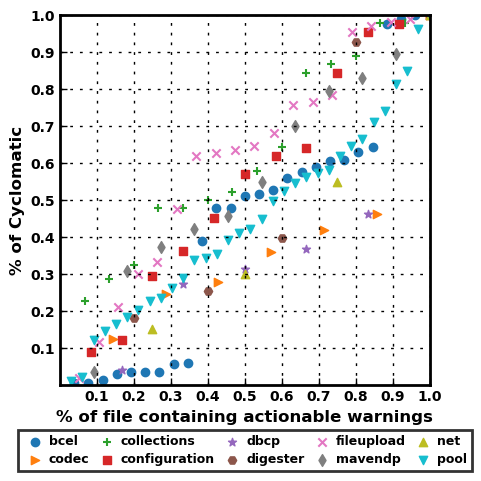 1.0
0.9
0.8
0.7
0.6
0.5
0.4
0.3
0.2
0.1
% of Cyclomatic
0.1 0.2 0.3 0.4 0.5 0.6 0.7 0.8 0.9 1.0
% of file containing actionable warnings
bcel collections dbcp fileupload net
codec configuration digester mavendp pool